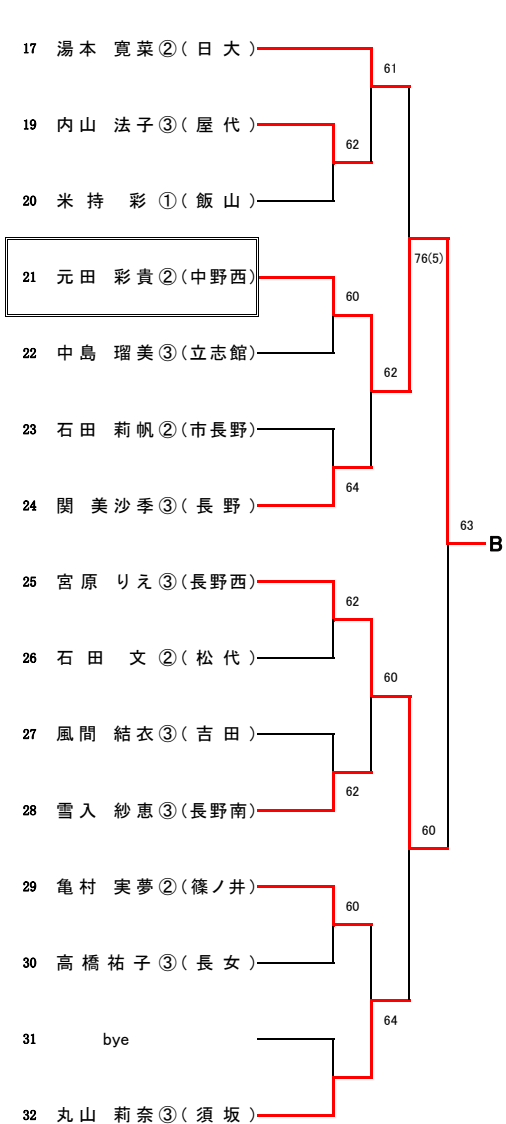 17 湯本 寛菜②(日大)
61
19 内山 法子③(屋代)
62
20 米持 彩①(飯山)
76(5)
21 元田 彩貴②(中野西)
60
22 中島 瑠美③(立志館)
62
23 石田 莉帆②(市長野)
64
24 関 美沙季③(長野)
63
B
25 宮原 りえ③(長野西)
62
26 石田 文②(松代)
60
27 風間 結衣③(吉田)
62
28 雪入 紗恵③(長野南)
60
29 亀村 実夢②(篠ノ井)
60
30 高橋祐子③(長女)
64
31 bye
32 丸山 莉奈③(須坂)